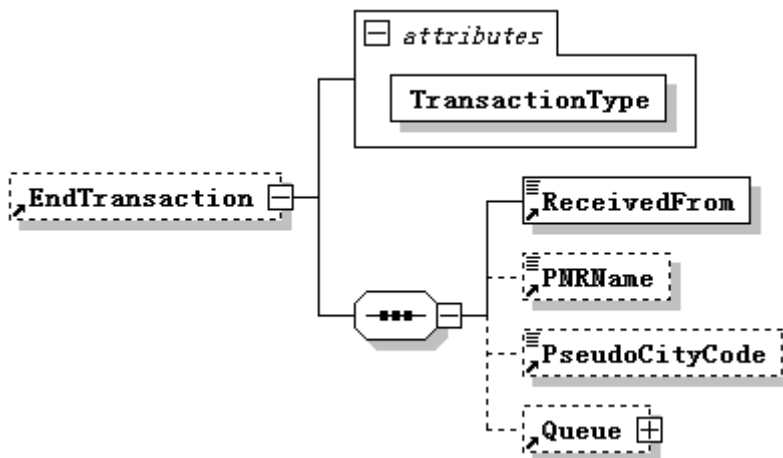 attributes
TransactionType
EndTransaction
ReceivedFrom
PNRName
PseudoCityCode
Queue